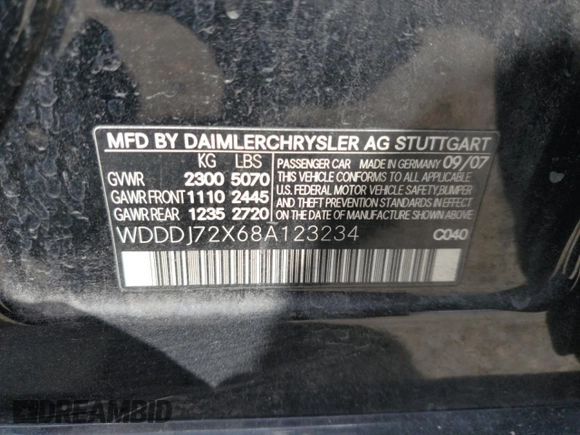 MFD BY DAIMLERCHRYSLER AG STUTTGART
KG LBS
GVWR 2300 5070
GAWR FRONT 1110 2445
GAWR REAR 1235 2720
PASSENGER CAR MADE IN GERMANY 09/07
THIS VEHICLE CONFORMS TO ALL APPLICABLE
U.S. FEDERAL MOTOR VEHICLE SAFETY, BUMPER
AND THEFT PREVENTION STANDARDS IN EFFECT
ON THE DATE OF MANUFACTURE SHOWN ABOVE.
WDDDJ72X68A123234
C040
DREAMBID